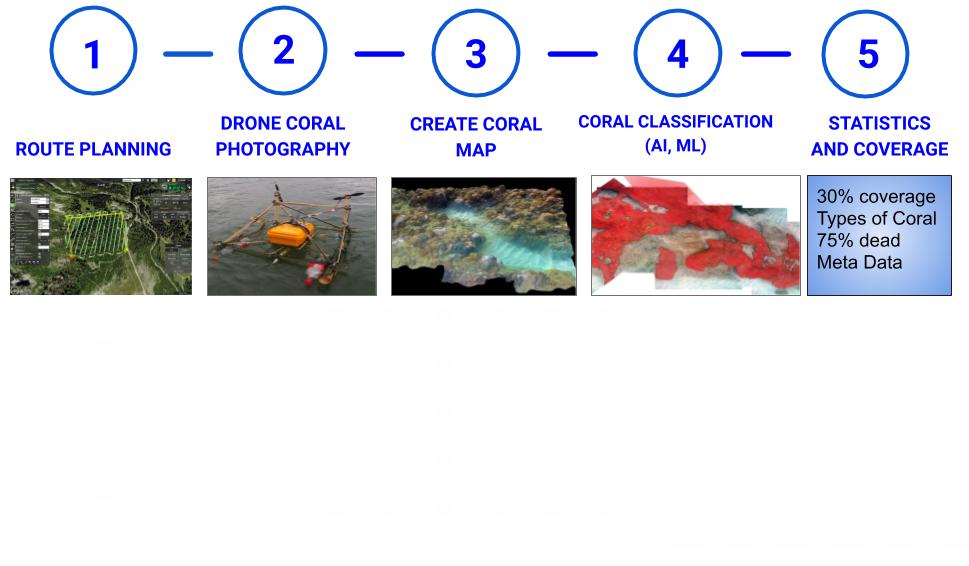 1
2
3
4
5
ROUTE PLANNING
DRONE CORAL
PHOTOGRAPHY
CREATE CORAL
MAP
CORAL CLASSIFICATION
(AI, ML)
STATISTICS
AND COVERAGE
30% coverage
Types of Coral
75% dead
Meta Data